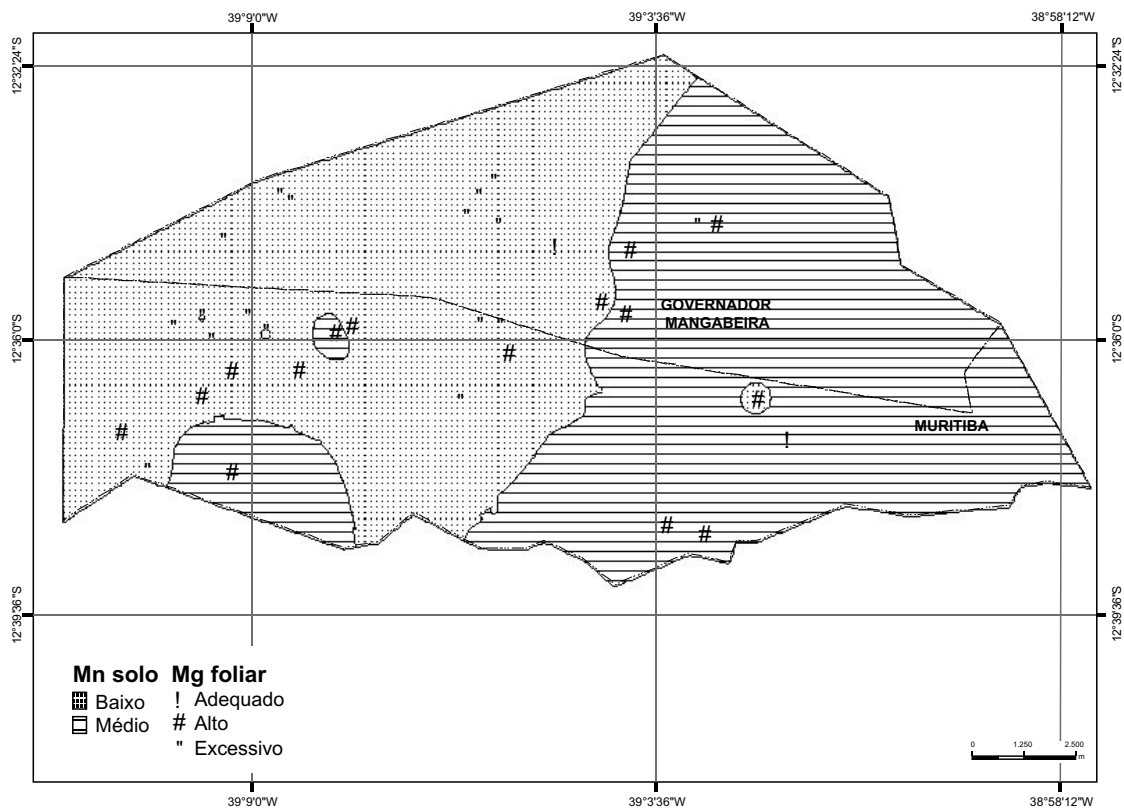 39°9'0"W 39°3'36"W 38°58'12"W
12°32'24"S 12°32'24"S
GOVERNADOR
MANGABEIRA
12°36'0"S 12°36'0"S
MURITIBA
12°39'36"S 12°39'36"S
Mn solo Mg foliar
Baixo ! Adequado
Médio # Alto
" Excessivo
0 1.250 2.500
m
39°9'0"W 39°3'36"W 38°58'12"W